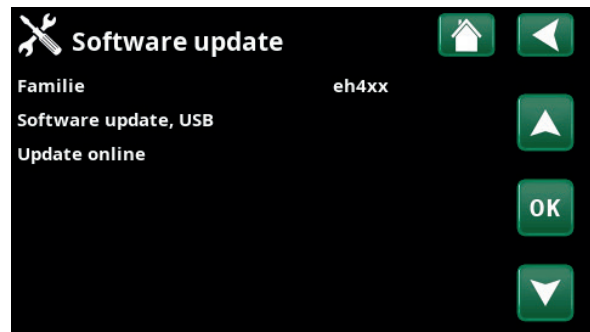 Software update
Familie eh4xx
Software update, USB
Update online
OK